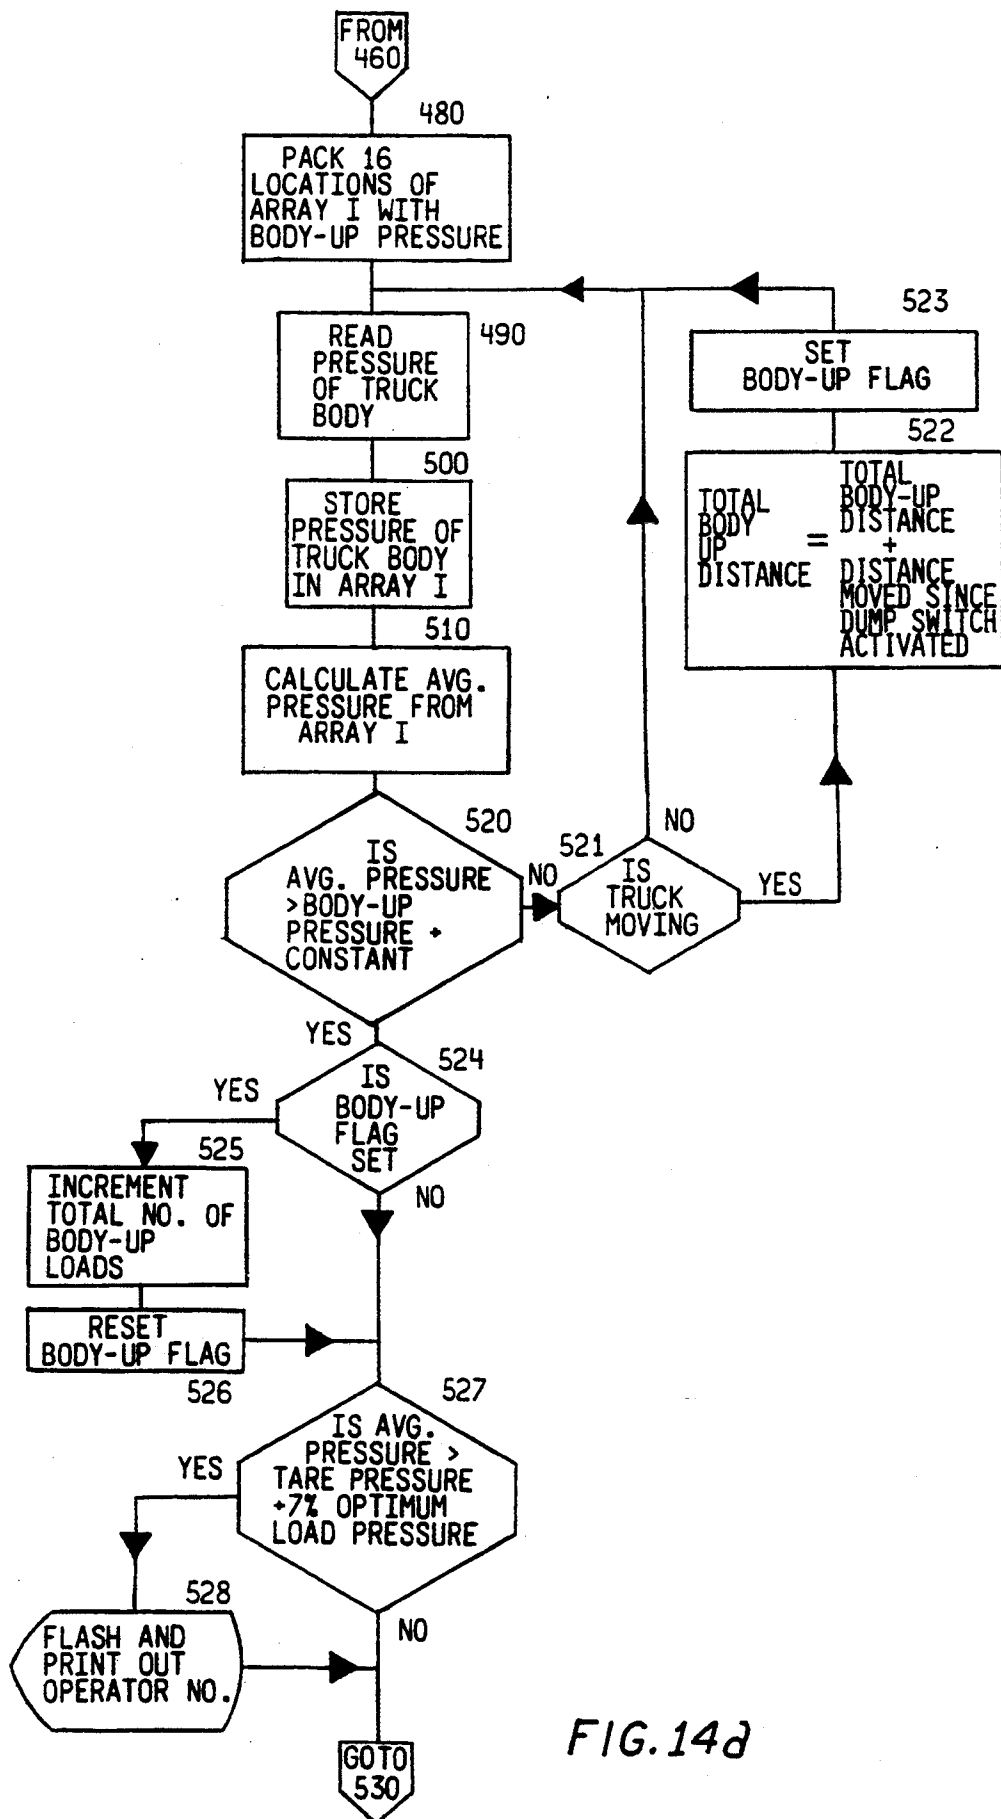 FROM
460
480
PACK 16
LOCATIONS OF
ARRAY I WITH
BODY-UP PRESSURE
490
READ
PRESSURE
OF TRUCK
BODY
500
STORE
PRESSURE OF
TRUCK BODY
IN ARRAY I
510
CALCULATE AVG.
PRESSURE FROM
ARRAY I
520
IS
AVG. PRESSURE
>BODY-UP
PRESSURE +
CONSTANT
NO
521
IS
TRUCK
MOVING
NO
YES
522
TOTAL
BODY
UP
DISTANCE
=
TOTAL
BODY-UP
DISTANCE
+
DISTANCE
MOVED SINCE
DUMP SWITCH
ACTIVATED
523
SET
BODY-UP FLAG
YES
524
IS
BODY-UP
FLAG
SET
YES
NO
525
INCREMENT
TOTAL NO. OF
BODY-UP
LOADS
RESET
BODY-UP FLAG
526
527
IS AVG.
PRESSURE >
TARE PRESSURE
+7% OPTIMUM
LOAD PRESSURE
YES
NO
528
FLASH AND
PRINT OUT
OPERATOR NO.
GO TO
530
FIG. 14d